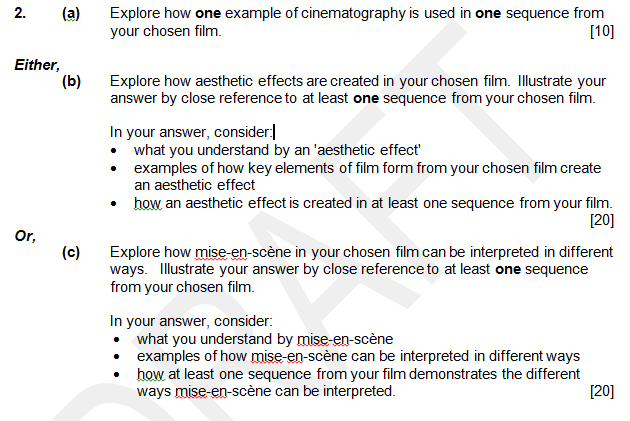 2. (a) Explore how one example of cinematography is used in one sequence from
your chosen film. [10]
Either,
(b) Explore how aesthetic effects are created in your chosen film. Illustrate your
answer by close reference to at least one sequence from your chosen film.
In your answer, consider:
• what you understand by an 'aesthetic effect'
• examples of how key elements of film form from your chosen film create
an aesthetic effect
• how an aesthetic effect is created in at least one sequence from your film.
[20]
Or,
(c) Explore how mise-en-scène in your chosen film can be interpreted in different
ways. Illustrate your answer by close reference to at least one sequence
from your chosen film.
In your answer, consider:
• what you understand by mise-en-scène
• examples of how mise-en-scène can be interpreted in different ways
• how at least one sequence from your film demonstrates the different
ways mise-en-scène can be interpreted. [20]
DRAFT